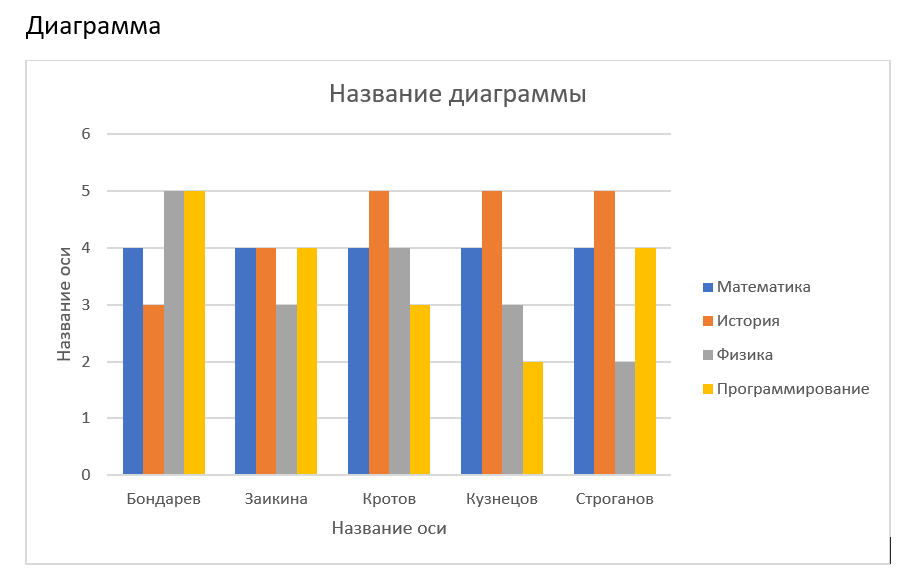 Диаграмма
Название диаграммы
6
5
4
3
2
1
0
Название оси
Бондарев Заикина Кротов Кузнецов Строганов
Название оси
Математика
История
Физика
Программирование